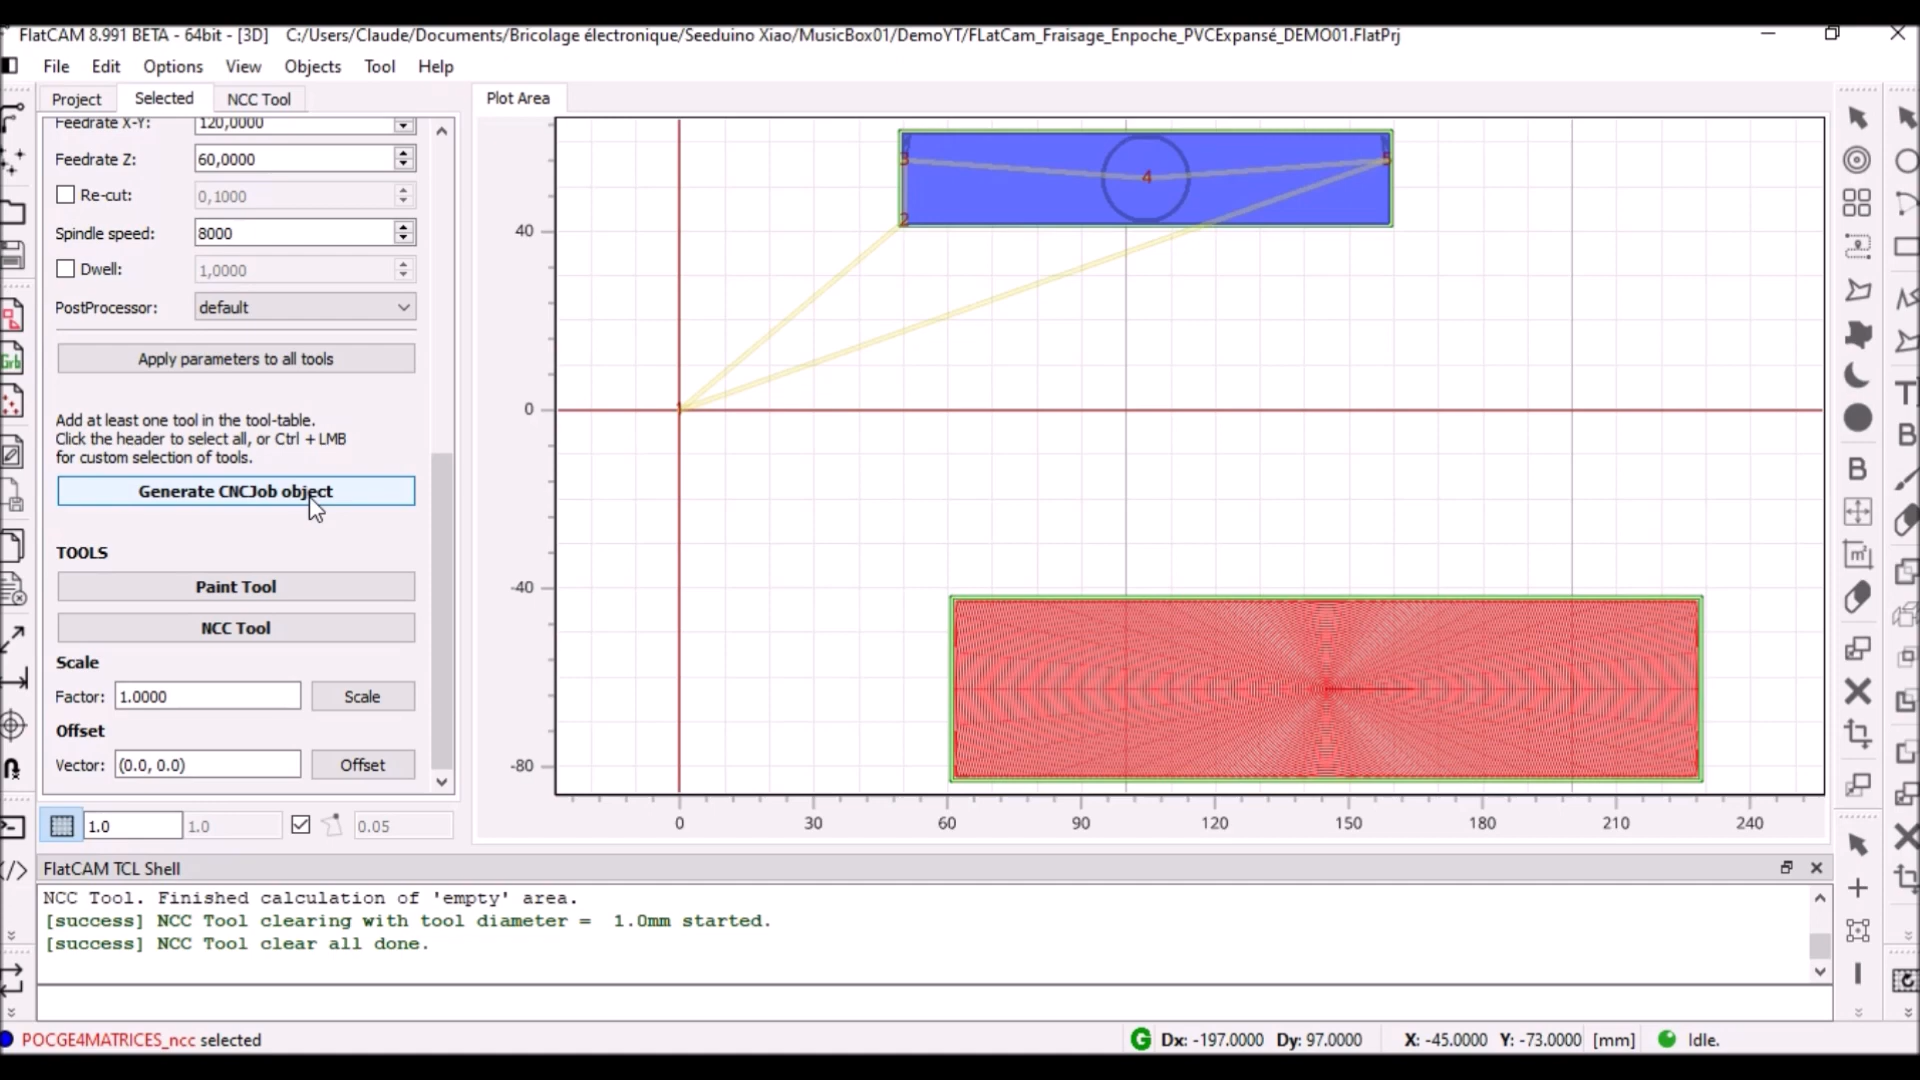 FlatCAM 8.991 BETA - 64bit - [3D] C:/Users/Claude/Documents/Bricolage électronique/Seeduino Xiao/MusicBox01/DemoYT/FLatCam_Fraisage_Enpoche_PVCExpansé_DEMO01.FlatPrj
File Edit Options View Objects Tool Help
Project Selected NCC Tool Plot Area
Feedrate X-Y: 120,0000
Feedrate Z: 60,0000
Re-cut: 0,1000
Spindle speed: 8000
Dwell: 1,0000
PostProcessor: default
Apply parameters to all tools
Add at least one tool in the tool-table.
Click the header to select all, or Ctrl + LMB
for custom selection of tools.
Generate CNCJob object
TOOLS
Paint Tool
NCC Tool
Scale
Factor: 1.0000 Scale
Offset
Vector: (0.0, 0.0) Offset
1.0 1.0 0.05
3 4 5
2
1
40
0
-40
-80
0 30 60 90 120 150 180 210 240
Grb
B
m²
T
B
FlatCAM TCL Shell
NCC Tool. Finished calculation of 'empty' area.
[success] NCC Tool clearing with tool diameter = 1.0mm started.
[success] NCC Tool clear all done.
POCGE4MATRICES_ncc selected
G Dx: -197.0000 Dy: 97.0000 X: -45.0000 Y: -73.0000 [mm] Idle.